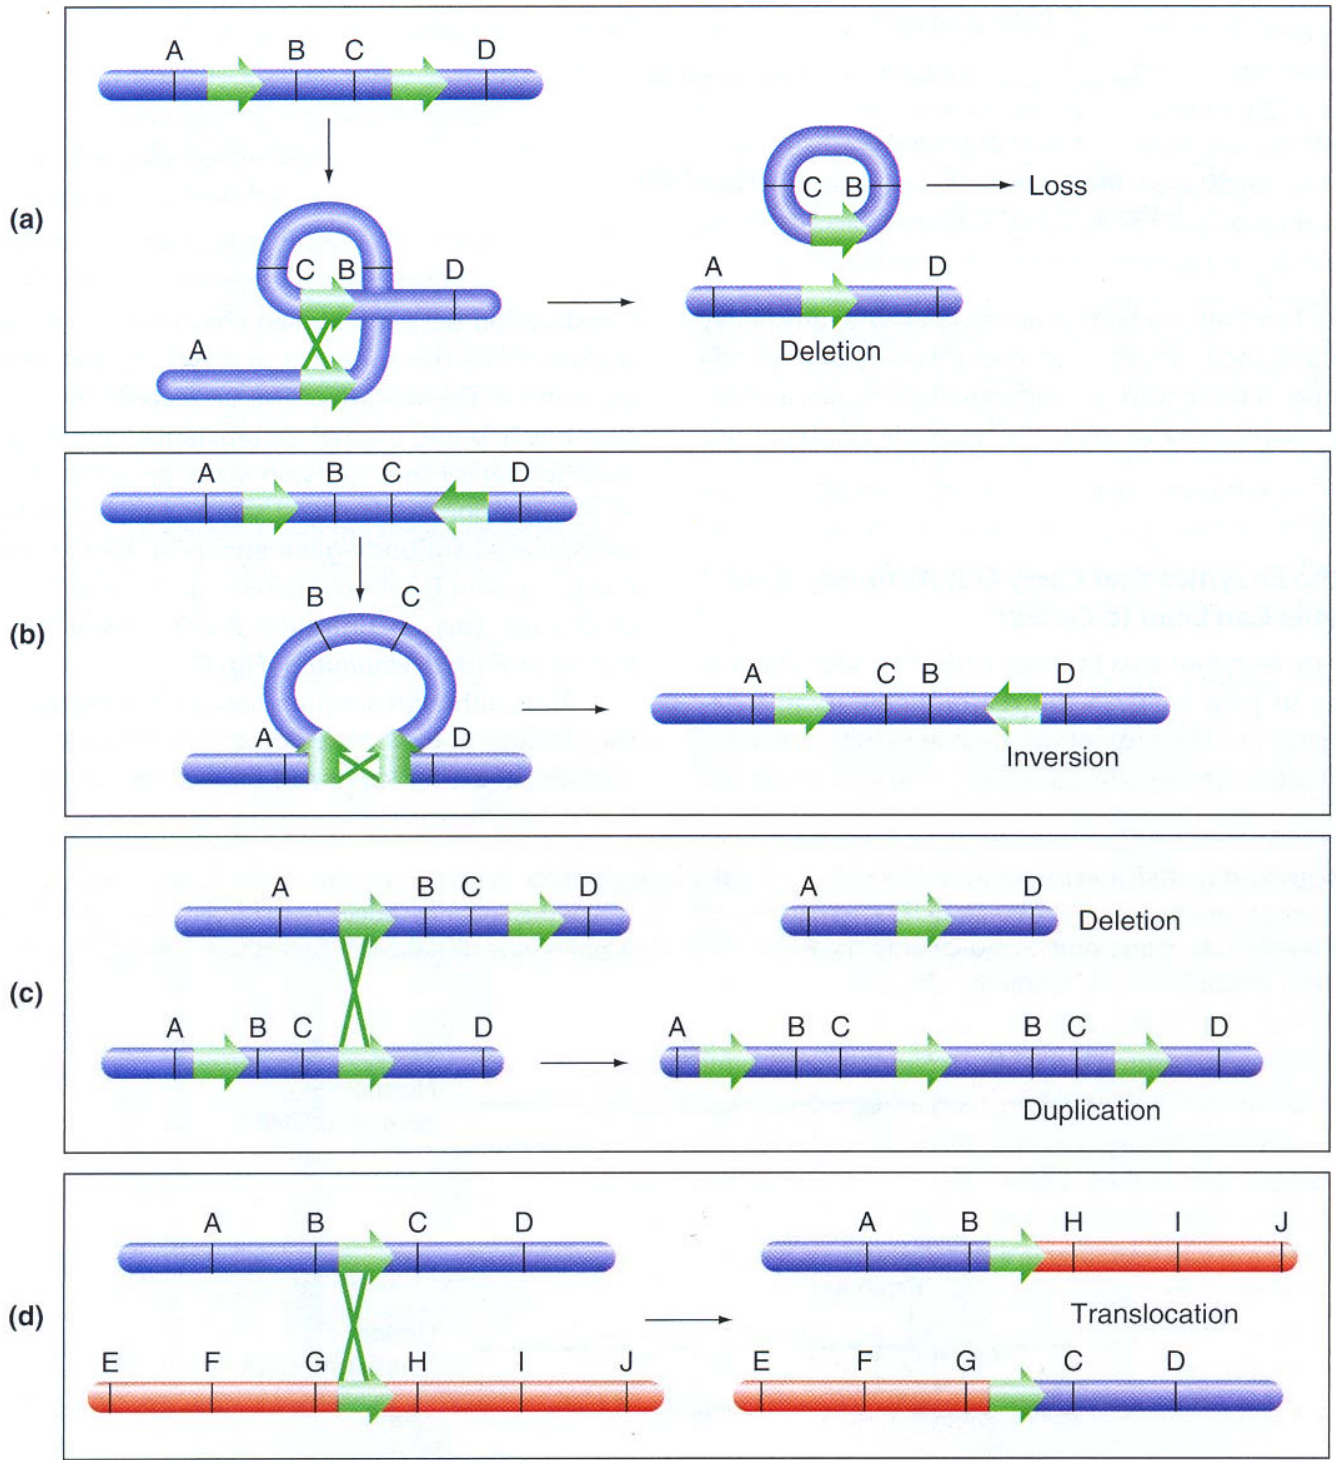 A B C D
(a)
C B Loss
C B D
A D
A
Deletion
A B C D
B C
(b)
A C B D
A D
Inversion
A B C D
A D
Deletion
(c)
A B C D
A B C B C D
Duplication
A B C D
A B H I J
(d)
Translocation
E F G H I J
E F G C D